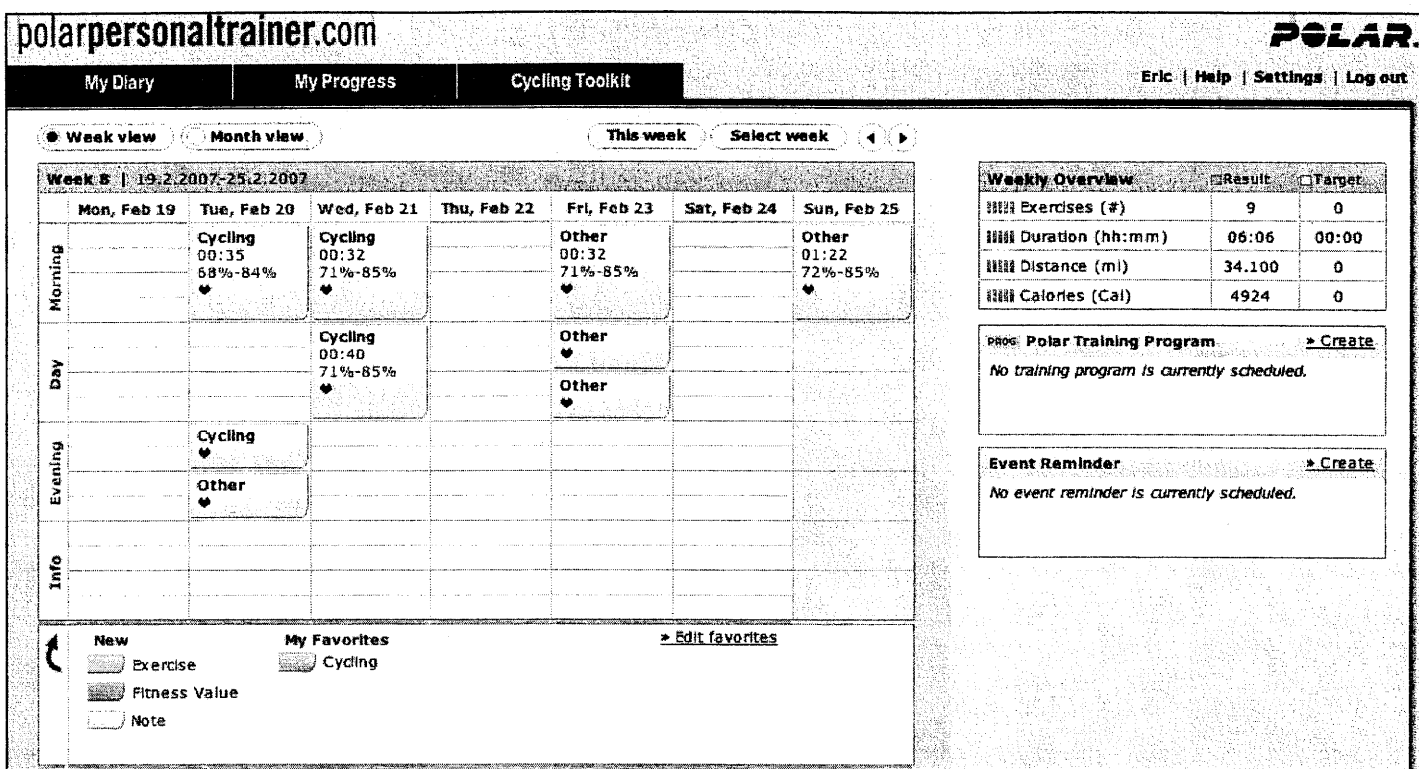 polarpersonaltrainer.com
POLAR.
My Diary My Progress Cycling Toolkit
Eric | Help | Settings | Log out
Week view Month view This week Select week
Week 8 | 19.2.2007-25.2.2007
Mon, Feb 19 Tue, Feb 20 Wed, Feb 21 Thu, Feb 22 Fri, Feb 23 Sat, Feb 24 Sun, Feb 25
Morning
Cycling
00:35
68%-84%
Cycling
00:32
71%-85%
Other
00:32
71%-85%
Other
01:22
72%-85%
Day
Cycling
00:40
71%-85%
Other
Other
Evening
Cycling
Other
Info
New
Exercise
Fitness Value
Note
My Favorites
Cycling
» Edit favorites
Weekly Overview Result Target
Exercises (#) 9 0
Duration (hh:mm) 06:06 00:00
Distance (mi) 34.100 0
Calories (Cal) 4924 0
PROG Polar Training Program » Create
No training program is currently scheduled.
Event Reminder » Create
No event reminder is currently scheduled.